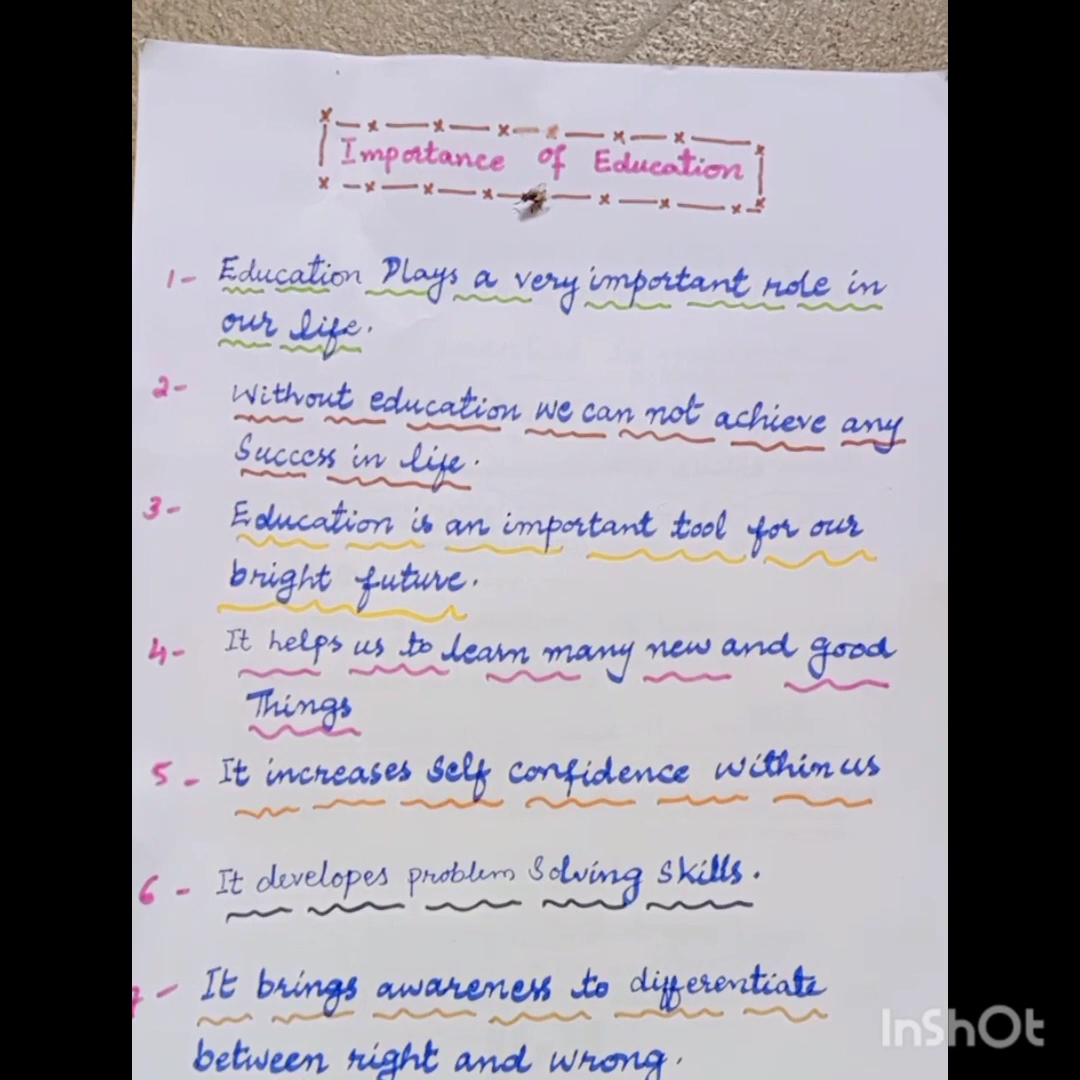 Importance of Education
1- Education Plays a very important role in
our life.
2- Without education we can not achieve any
Success in life.
3- Education is an important tool for our
bright future.
4- It helps us to learn many new and good
Things
5- It increases self confidence within us
6- It developes problem Solving skills.
7- It brings awareness to differentiate
between right and wrong.
InShOt